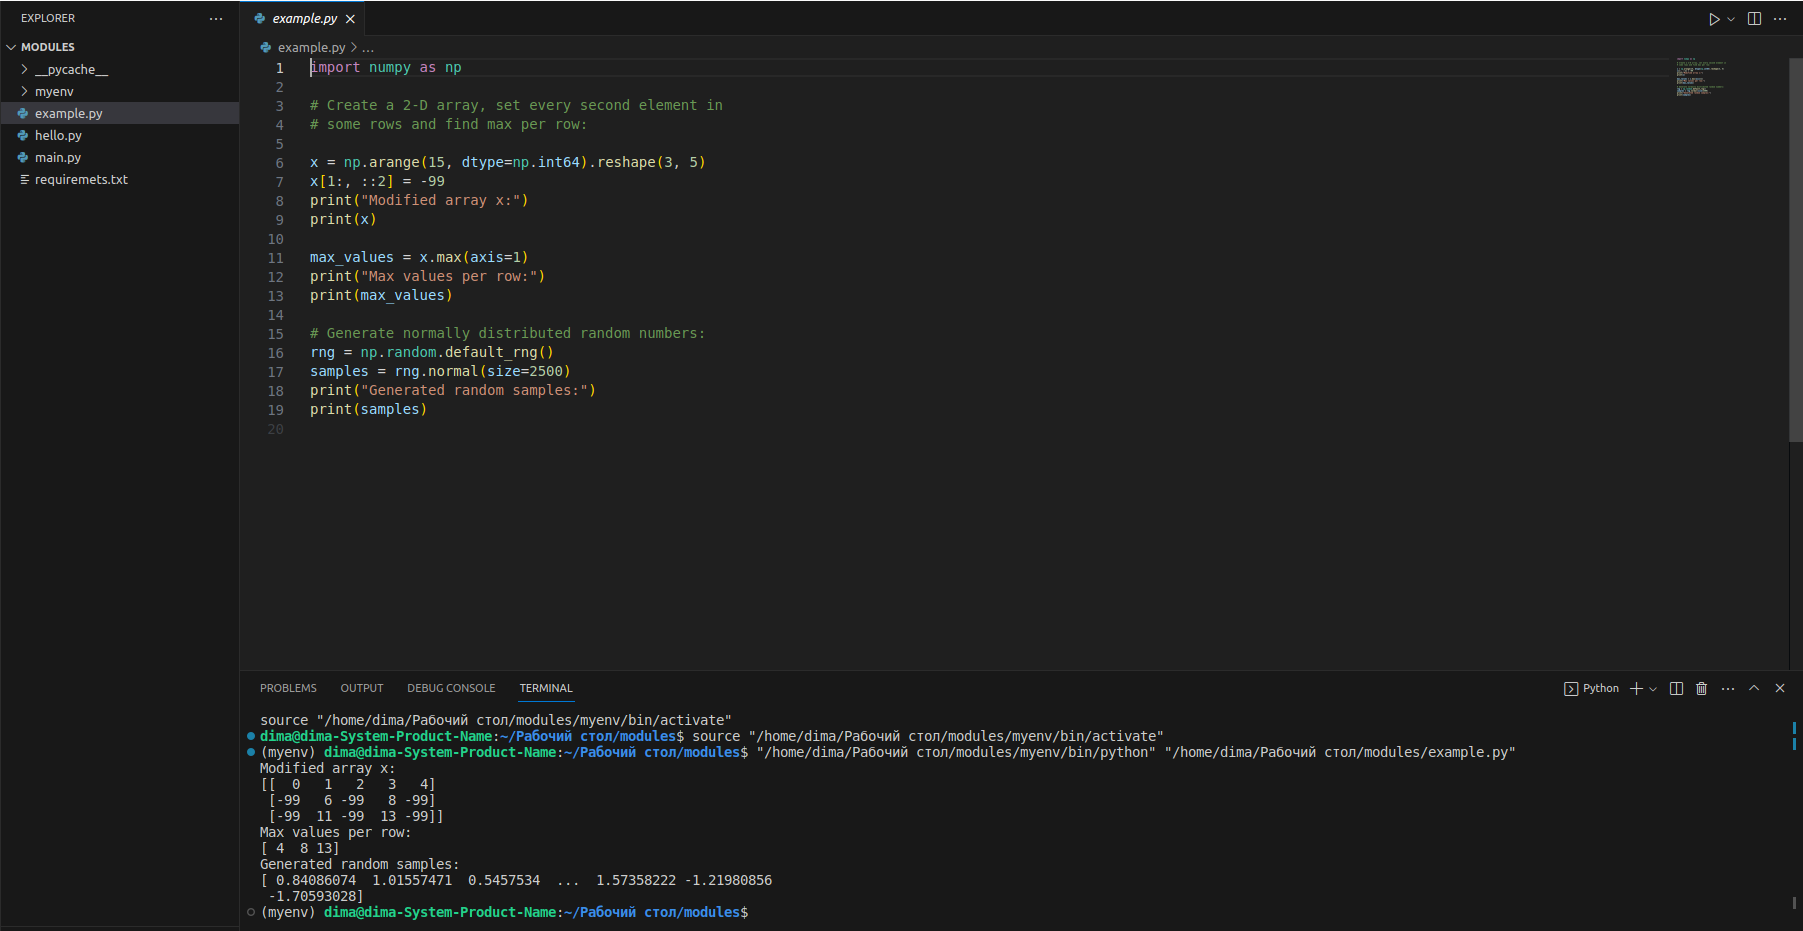 EXPLORER
MODULES
__pycache__
myenv
example.py
hello.py
main.py
requiremets.txt
example.py
example.py > ...
1 import numpy as np
2
3 # Create a 2-D array, set every second element in
4 # some rows and find max per row:
5
6 x = np.arange(15, dtype=np.int64).reshape(3, 5)
7 x[1:, ::2] = -99
8 print("Modified array x:")
9 print(x)
10
11 max_values = x.max(axis=1)
12 print("Max values per row:")
13 print(max_values)
14
15 # Generate normally distributed random numbers:
16 rng = np.random.default_rng()
17 samples = rng.normal(size=2500)
18 print("Generated random samples:")
19 print(samples)
20
PROBLEMS OUTPUT DEBUG CONSOLE TERMINAL Python
source "/home/dima/Рабочий стол/modules/myenv/bin/activate"
dima@dima-System-Product-Name:~/Рабочий стол/modules$ source "/home/dima/Рабочий стол/modules/myenv/bin/activate"
(myenv) dima@dima-System-Product-Name:~/Рабочий стол/modules$ "/home/dima/Рабочий стол/modules/myenv/bin/python" "/home/dima/Рабочий стол/modules/example.py"
Modified array x:
[[  0   1   2   3   4]
 [-99   6 -99   8 -99]
 [-99  11 -99  13 -99]]
Max values per row:
[ 4  8 13]
Generated random samples:
[ 0.84086074  1.01557471  0.5457534  ...  1.57358222 -1.21980856
 -1.70593028]
(myenv) dima@dima-System-Product-Name:~/Рабочий стол/modules$